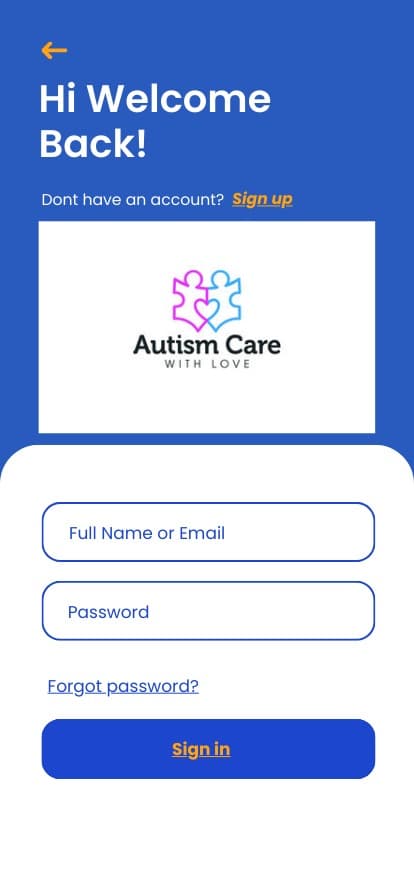 Hi Welcome
Back!
Dont have an account? Sign up
Autism Care
WITH LOVE
Full Name or Email
Password
Forgot password?
Sign in